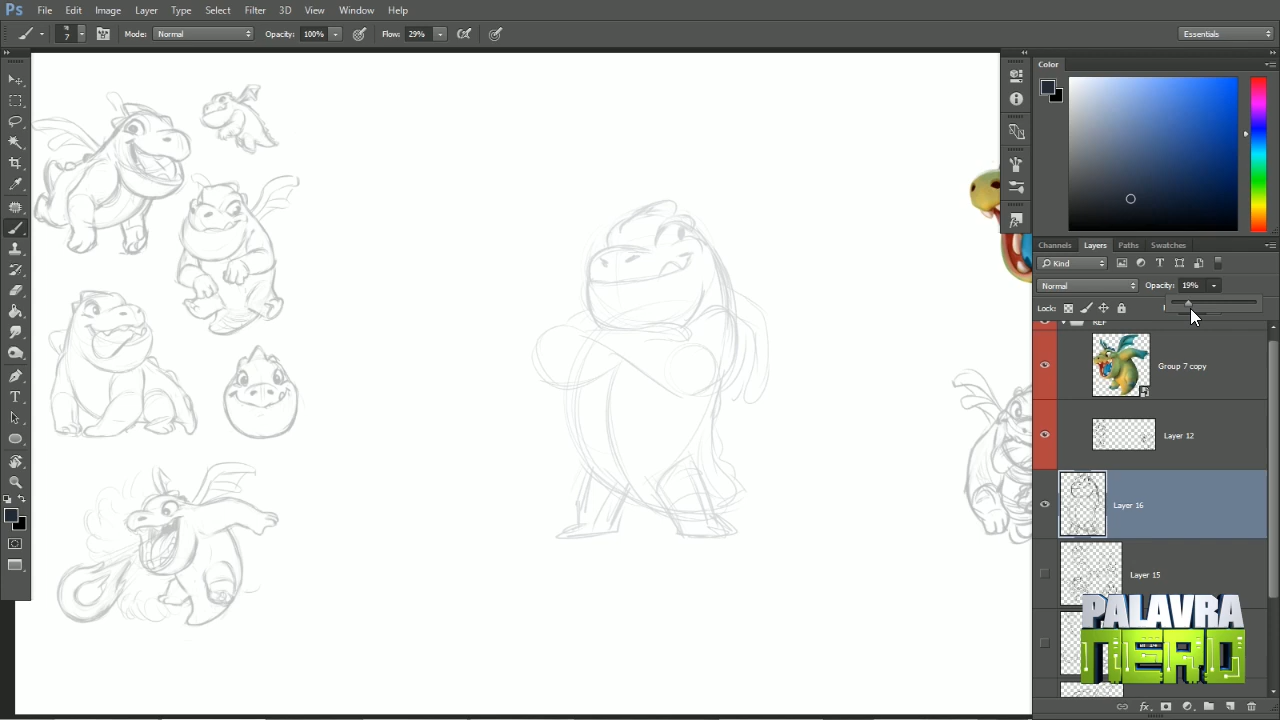 Ps File Edit Image Layer Type Select Filter 3D View Window Help
7 Mode: Normal Opacity: 100% Flow: 29% Essentials
Color
Channels Layers Paths Swatches
Kind
Normal Opacity: 19%
Lock:
REF
Group 7 copy
Layer 12
Layer 16
Layer 15
PALAVRA
NERD